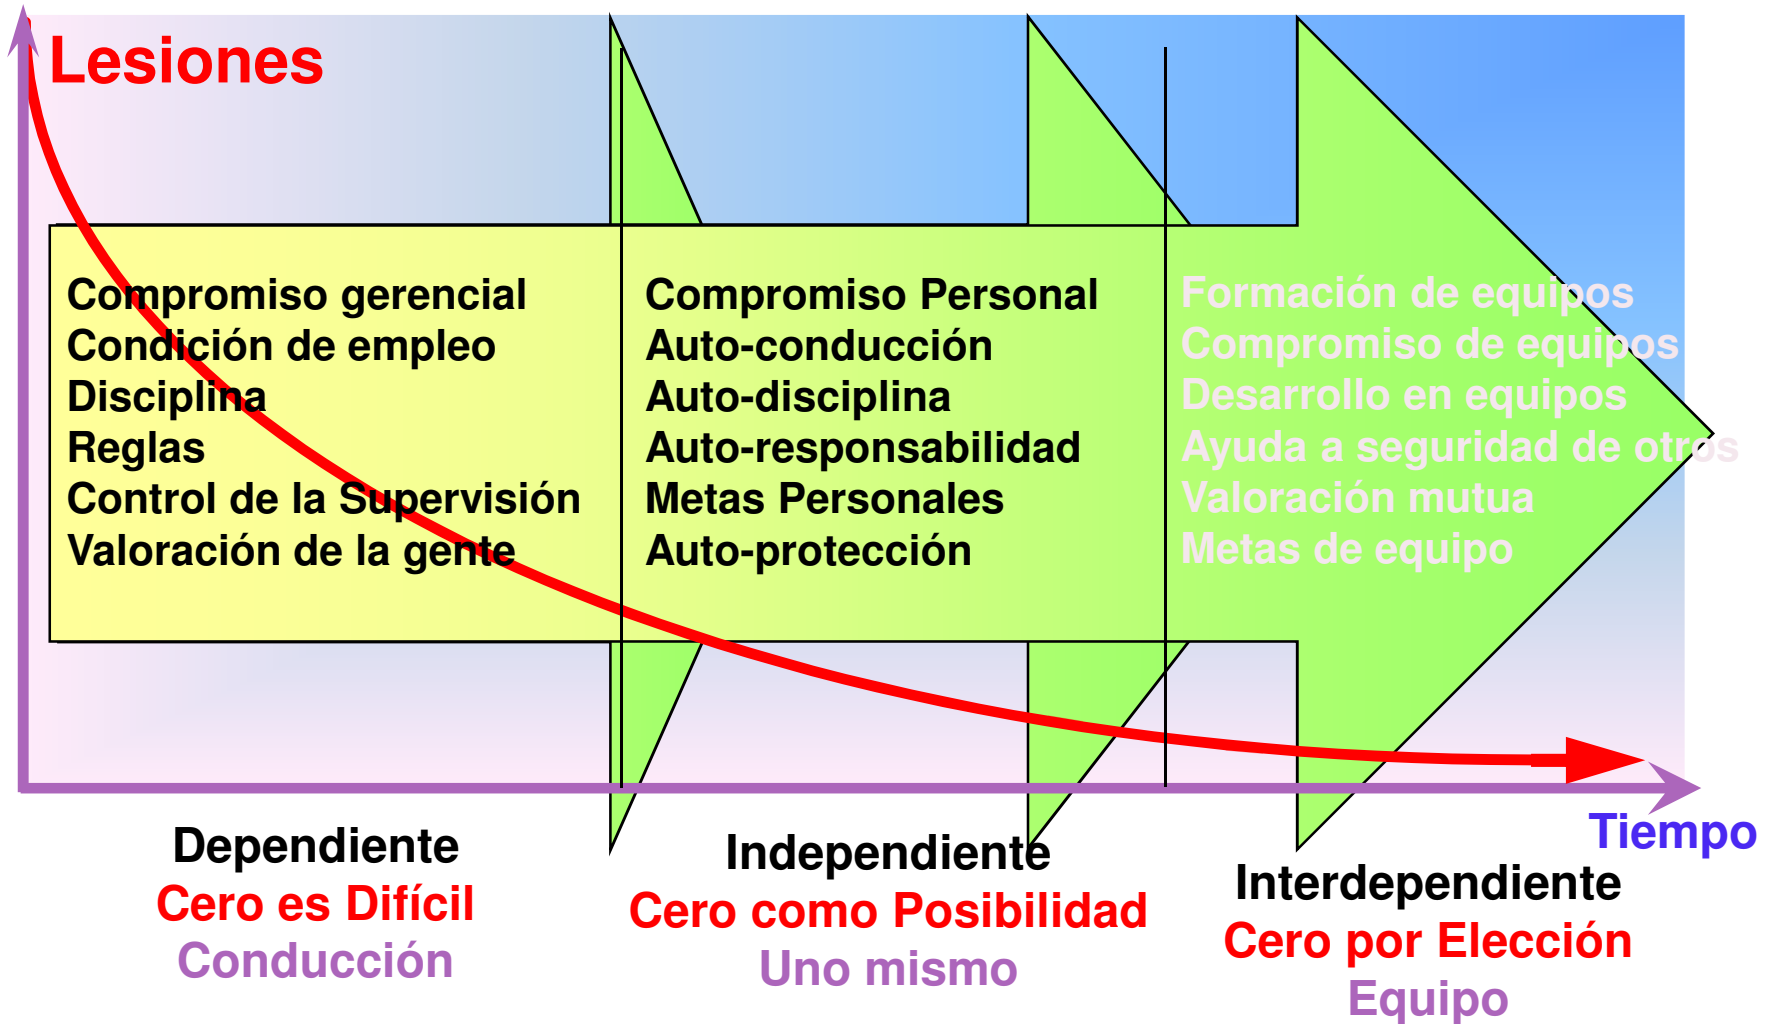 Lesiones
Compromiso gerencial
Condición de empleo
Disciplina
Reglas
Control de la Supervisión
Valoración de la gente
Compromiso Personal
Auto-conducción
Auto-disciplina
Auto-responsabilidad
Metas Personales
Auto-protección
Formación de equipos
Compromiso de equipos
Desarrollo en equipos
Ayuda a seguridad de otros
Valoración mutua
Metas de equipo
Tiempo
Dependiente
Cero es Difícil
Conducción
Independiente
Cero como Posibilidad
Uno mismo
Interdependiente
Cero por Elección
Equipo